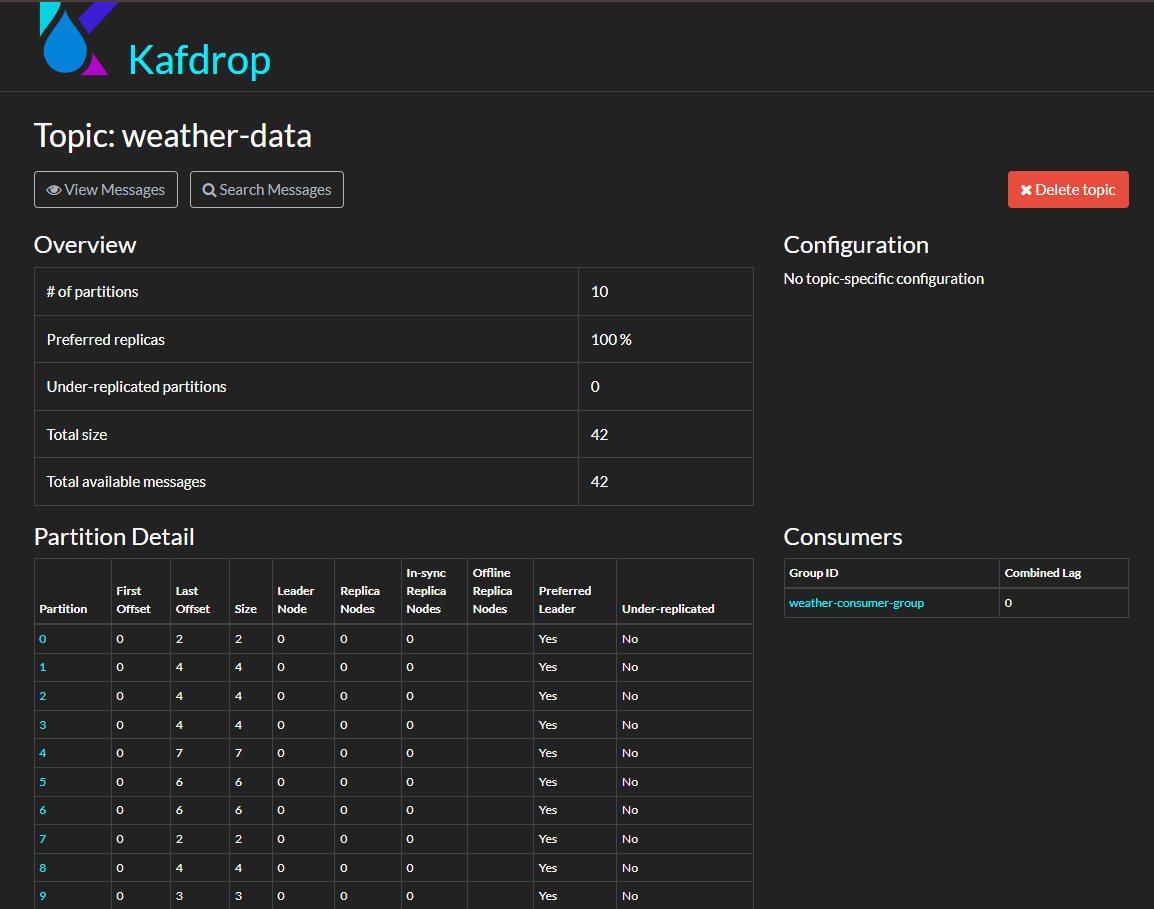 Kafdrop
Topic: weather-data
View Messages
Search Messages
Delete topic
Overview
# of partitions 10
Preferred replicas 100 %
Under-replicated partitions 0
Total size 42
Total available messages 42
Configuration
No topic-specific configuration
Partition Detail
Partition First Offset Last Offset Size Leader Node Replica Nodes In-sync Replica Nodes Offline Replica Nodes Preferred Leader Under-replicated
0 0 2 2 0 0 0 Yes No
1 0 4 4 0 0 0 Yes No
2 0 4 4 0 0 0 Yes No
3 0 4 4 0 0 0 Yes No
4 0 7 7 0 0 0 Yes No
5 0 6 6 0 0 0 Yes No
6 0 6 6 0 0 0 Yes No
7 0 2 2 0 0 0 Yes No
8 0 4 4 0 0 0 Yes No
9 0 3 3 0 0 0 Yes No
Consumers
Group ID Combined Lag
weather-consumer-group 0